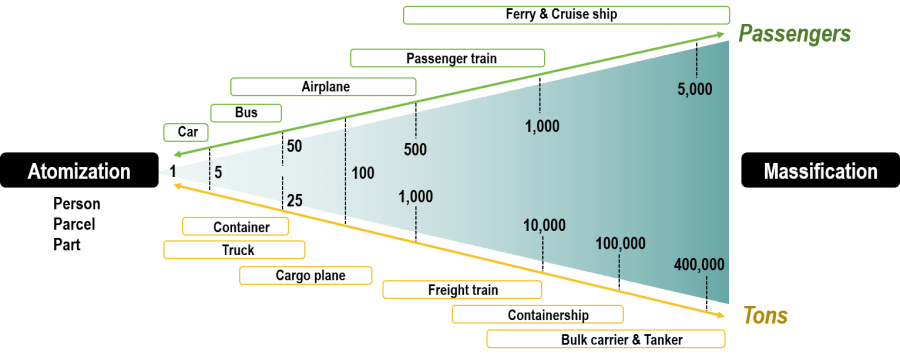 Ferry & Cruise ship
Passengers
Passenger train
Airplane
Bus
Car
5,000
1,000
500
50
Atomization
1
5
100
Massification
Person
Parcel
Part
25
1,000
10,000
100,000
400,000
Container
Truck
Cargo plane
Freight train
Containership
Tons
Bulk carrier & Tanker